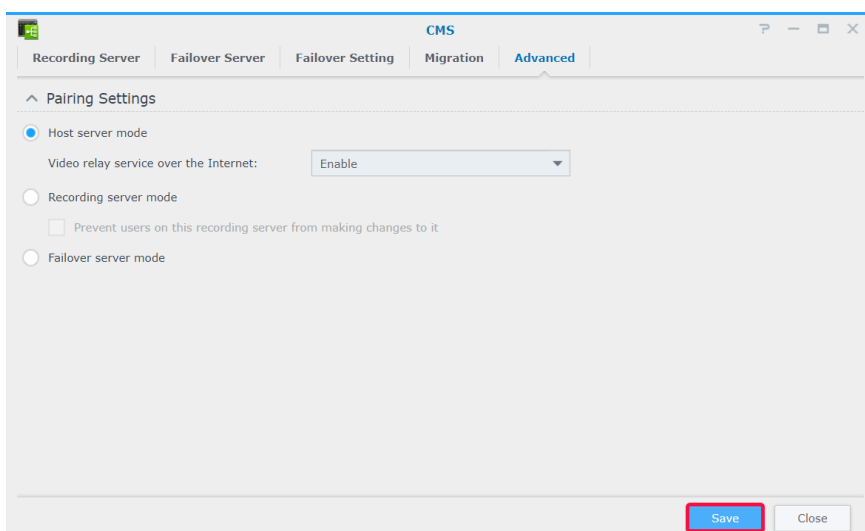 CMS
Recording Server Failover Server Failover Setting Migration Advanced
Pairing Settings
Host server mode
Video relay service over the Internet: Enable
Recording server mode
Prevent users on this recording server from making changes to it
Failover server mode
Save Close